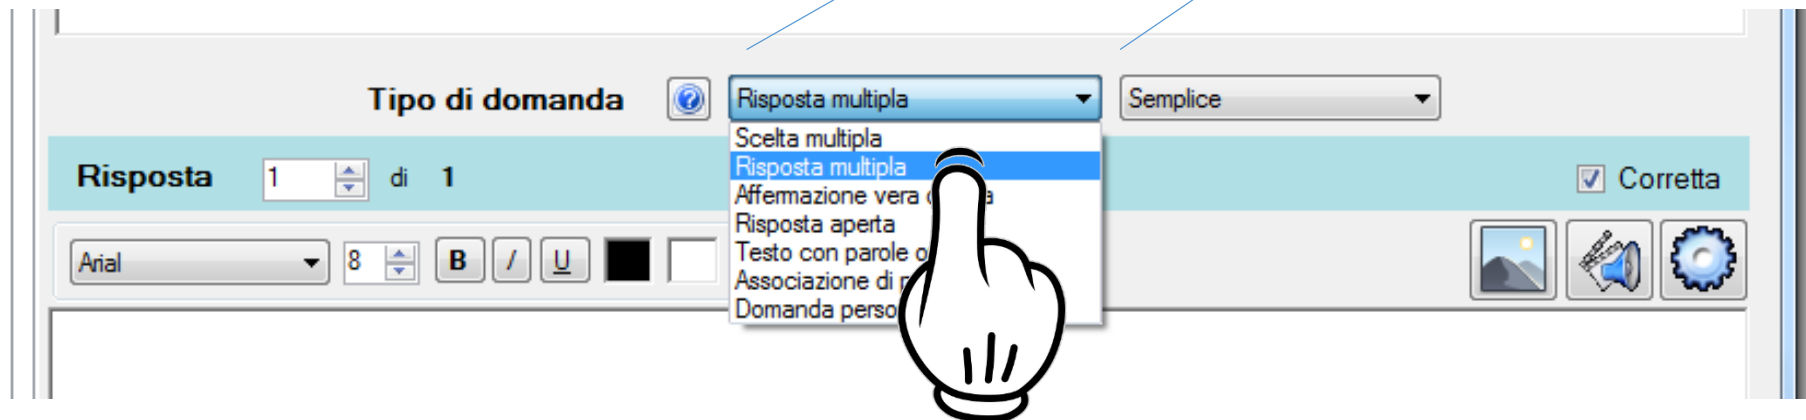 Tipo di domanda ? Risposta multipla Semplice
Scelta multipla
Risposta multipla
Affermazione vera
Risposta aperta
Testo con parole
Associazione di
Domanda
Risposta 1 di 1 Corretta
Arial 8 B I U